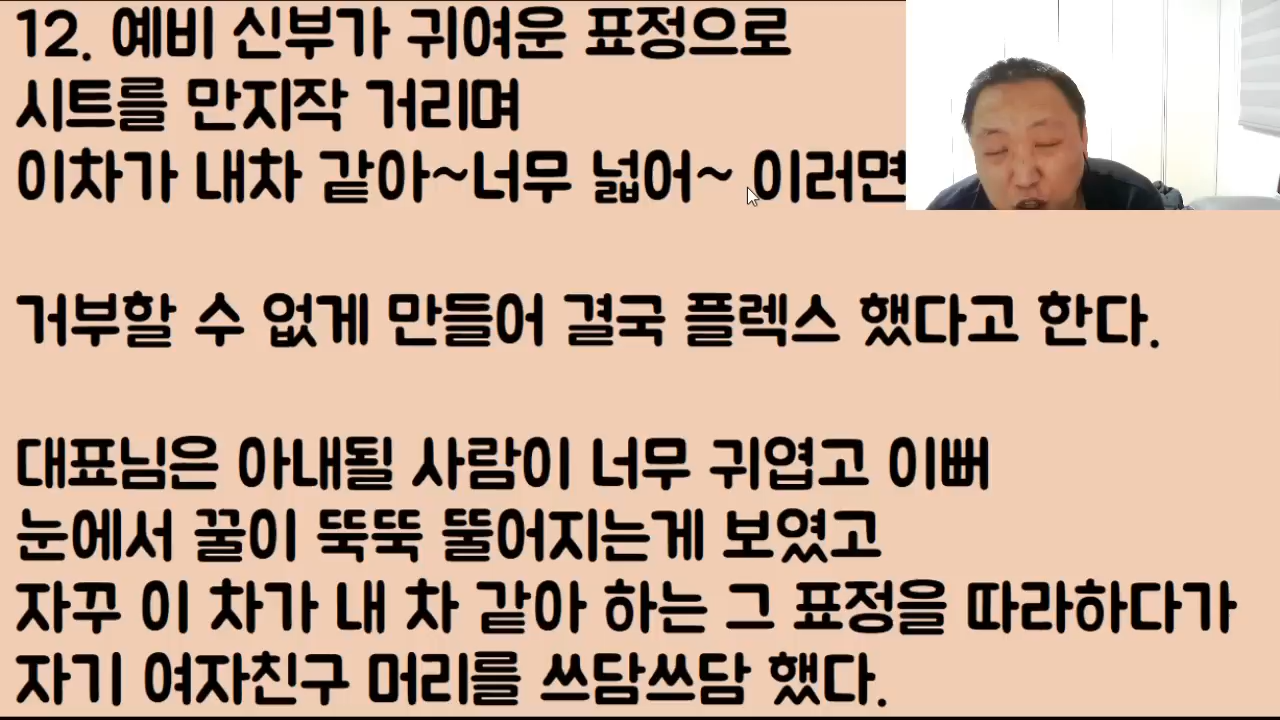 12. 예비 신부가 귀여운 표정으로
시트를 만지작 거리며
이차가 내차 같아~너무 넓어~ 이러면
거부할 수 없게 만들어 결국 플렉스 했다고 한다.
대표님은 아내될 사람이 너무 귀엽고 이뻐
눈에서 꿀이 뚝뚝 뚫어지는게 보였고
자꾸 이 차가 내 차 같아 하는 그 표정을 따라하다가
자기 여자친구 머리를 쓰담쓰담 했다.